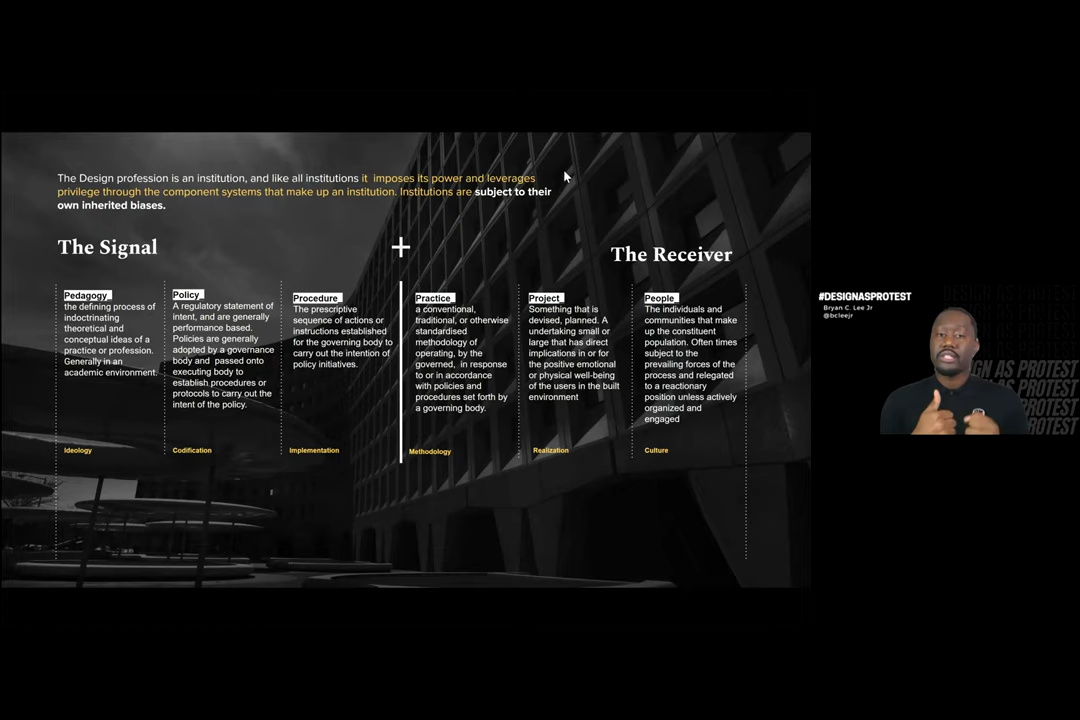 The Design profession is an institution, and like all institutions it imposes its power and leverages
privilege through the component systems that make up an institution. Institutions are subject to their
own inherited biases.
The Signal
+
The Receiver
Pedagogy
the defining process of
indoctrinating
theoretical and
conceptual ideas of a
practice or profession.
Generally in an
academic environment.
Ideology
Policy
A regulatory statement of
intent, and are generally
performance based.
Policies are generally
adopted by a governance
body and passed onto
executing body to
establish procedures or
protocols to carry out the
intent of the policy.
Codification
Procedure
The prescriptive
sequence of actions or
instructions established
for the governing body to
carry out the intention of
policy initiatives.
Implementation
Practice
a conventional,
traditional, or otherwise
standardised
methodology of
operating, by the
governed, in response
to or in accordance
with policies and
procedures set forth by
a governing body.
Methodology
Project
Something that is
devised, planned. A
undertaking small or
large that has direct
implications in or for
the positive emotional
or physical well-being
of the users in the built
environment
Realization
People
The individuals and
communities that make
up the constituent
population. Often times
subject to the
prevailing forces of the
process and relegated
to a reactionary
position unless actively
organized and
engaged
Culture
#DESIGNASPROTEST
Bryan C. Lee Jr
@bcleejr
GN AS PROTEST
AS PROTEST
PROTEST
PROTEST